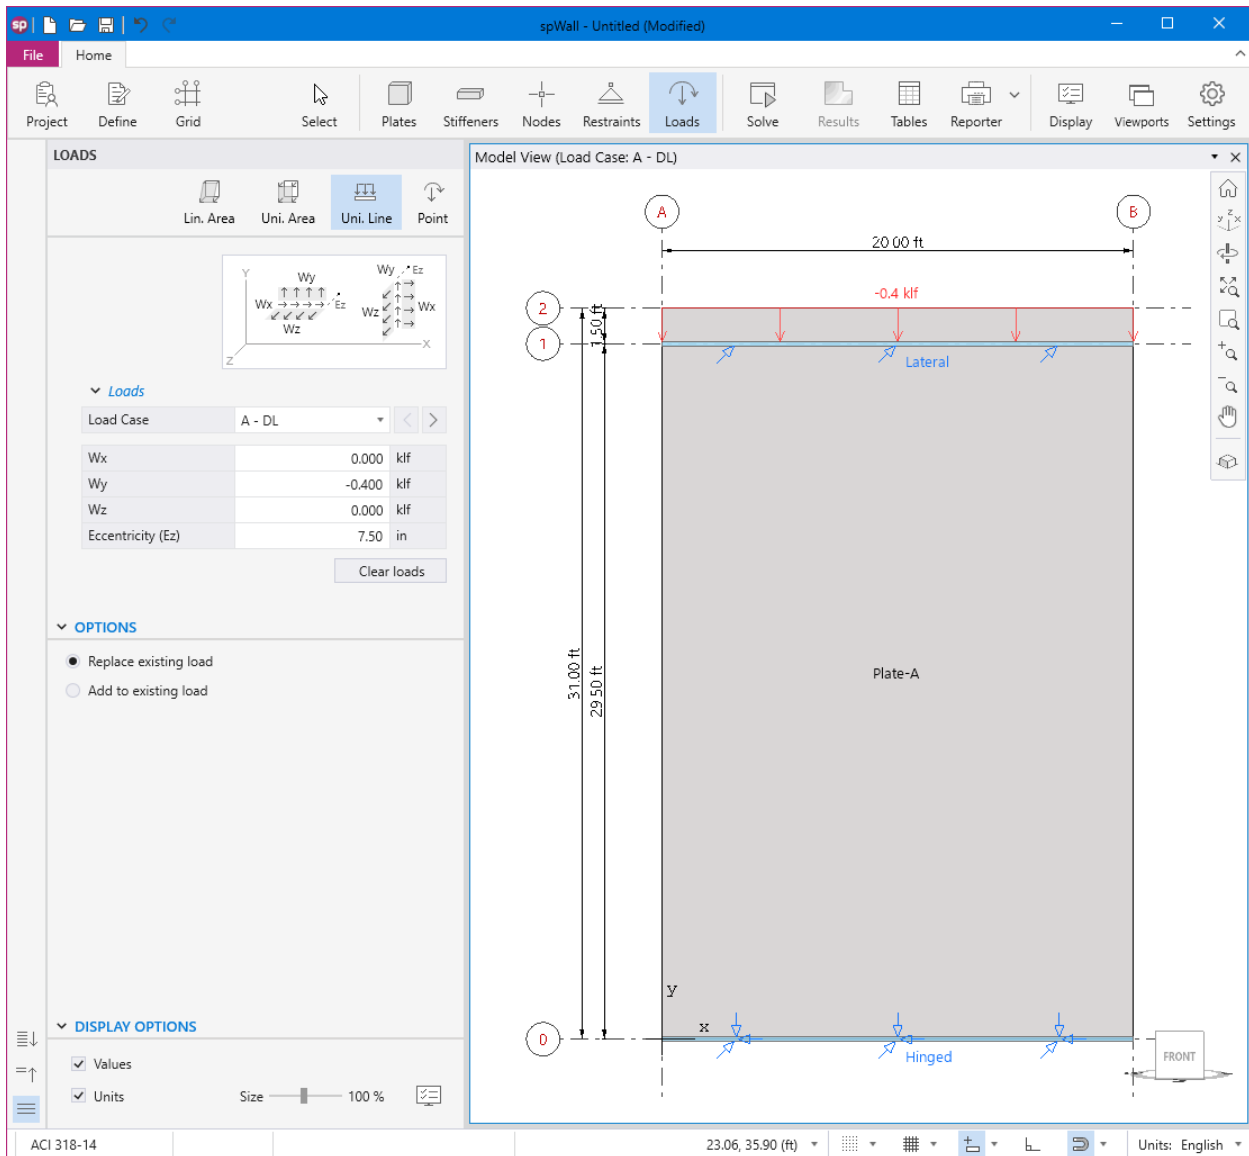 sp
spWall - Untitled (Modified)
File
Home
Project
Define
Grid
Select
Plates
Stiffeners
Nodes
Restraints
Loads
Solve
Results
Tables
Reporter
Display
Viewports
Settings
LOADS
Lin. Area
Uni. Area
Uni. Line
Point
Y
Wy
Wx
Ez
Wz
Z
X
Wy
Ez
Wz
Wx
Loads
Load Case
A - DL
Wx 0.000 klf
Wy -0.400 klf
Wz 0.000 klf
Eccentricity (Ez) 7.50 in
Clear loads
OPTIONS
Replace existing load
Add to existing load
DISPLAY OPTIONS
Values
Units
Size
100 %
Model View (Load Case: A - DL)
A
B
20.00 ft
-0.4 klf
2
1.50 ft
1
Lateral
31.00 ft
29.50 ft
Plate-A
y
x
0
Hinged
FRONT
y z x
ACI 318-14
23.06, 35.90 (ft)
Units: English